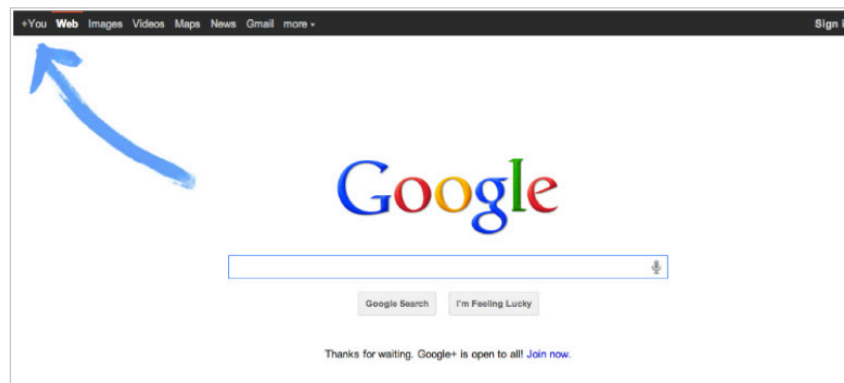 +You Web Images Videos Maps News Gmail more Sign
Google
Google Search I'm Feeling Lucky
Thanks for waiting. Google+ is open to all! Join now.